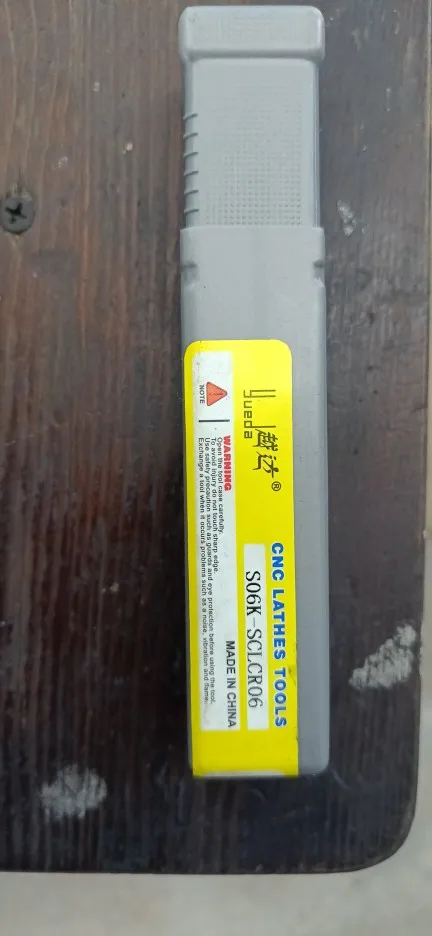 yueda
越达®
CNC LATHES TOOLS
S06K-SCLCR06
NOTE
WARNING
Open the tool case carefully.
To avoid injury do not touch sharp edge.
Use safety precaution such as guards and eye protection before using the tool.
Exchange a tool when it occurs problems such as a noise, vibration and flame.
MADE IN CHINA